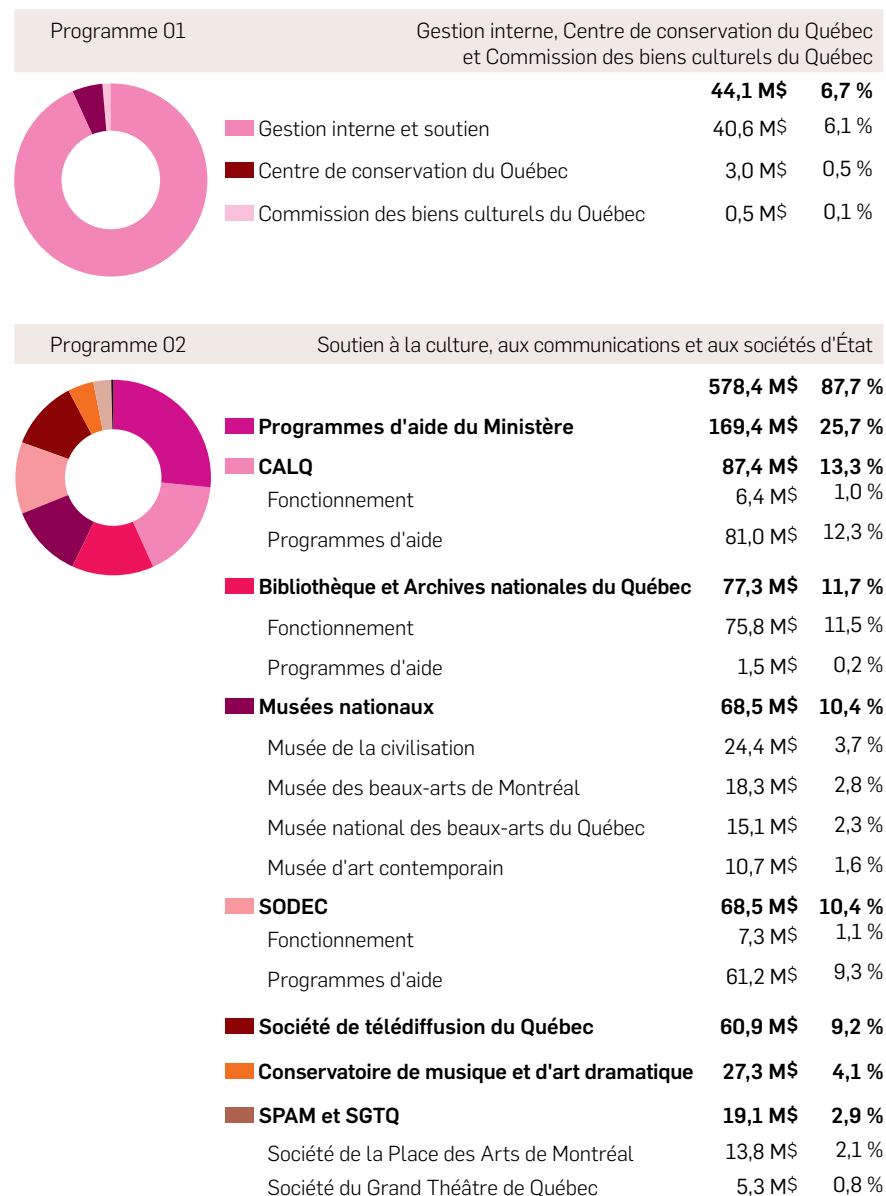 Programme 01 Gestion interne, Centre de conservation du Québec
et Commission des biens culturels du Québec
44,1 M$ 6,7 %
Gestion interne et soutien 40,6 M$ 6,1 %
Centre de conservation du Ouébec 3,0 M$ 0,5 %
Commission des biens culturels du Ouébec 0,5 M$ 0,1 %
Programme 02 Soutien à la culture, aux communications et aux sociétés d'État
578,4 M$ 87,7 %
Programmes d'aide du Ministère 169,4 M$ 25,7 %
CALQ 87,4 M$ 13,3 %
Fonctionnement 6,4 M$ 1,0 %
Programmes d'aide 81,0 M$ 12,3 %
Bibliothèque et Archives nationales du Québec 77,3 M$ 11,7 %
Fonctionnement 75,8 M$ 11,5 %
Programmes d'aide 1,5 M$ 0,2 %
Musées nationaux 68,5 M$ 10,4 %
Musée de la civilisation 24,4 M$ 3,7 %
Musée des beaux-arts de Montréal 18,3 M$ 2,8 %
Musée national des beaux-arts du Québec 15,1 M$ 2,3 %
Musée d'art contemporain 10,7 M$ 1,6 %
SODEC 68,5 M$ 10,4 %
Fonctionnement 7,3 M$ 1,1 %
Programmes d'aide 61,2 M$ 9,3 %
Société de télédiffusion du Québec 60,9 M$ 9,2 %
Conservatoire de musique et d'art dramatique 27,3 M$ 4,1 %
SPAM et SGTQ 19,1 M$ 2,9 %
Société de la Place des Arts de Montréal 13,8 M$ 2,1 %
Société du Grand Théâtre de Québec 5,3 M$ 0,8 %